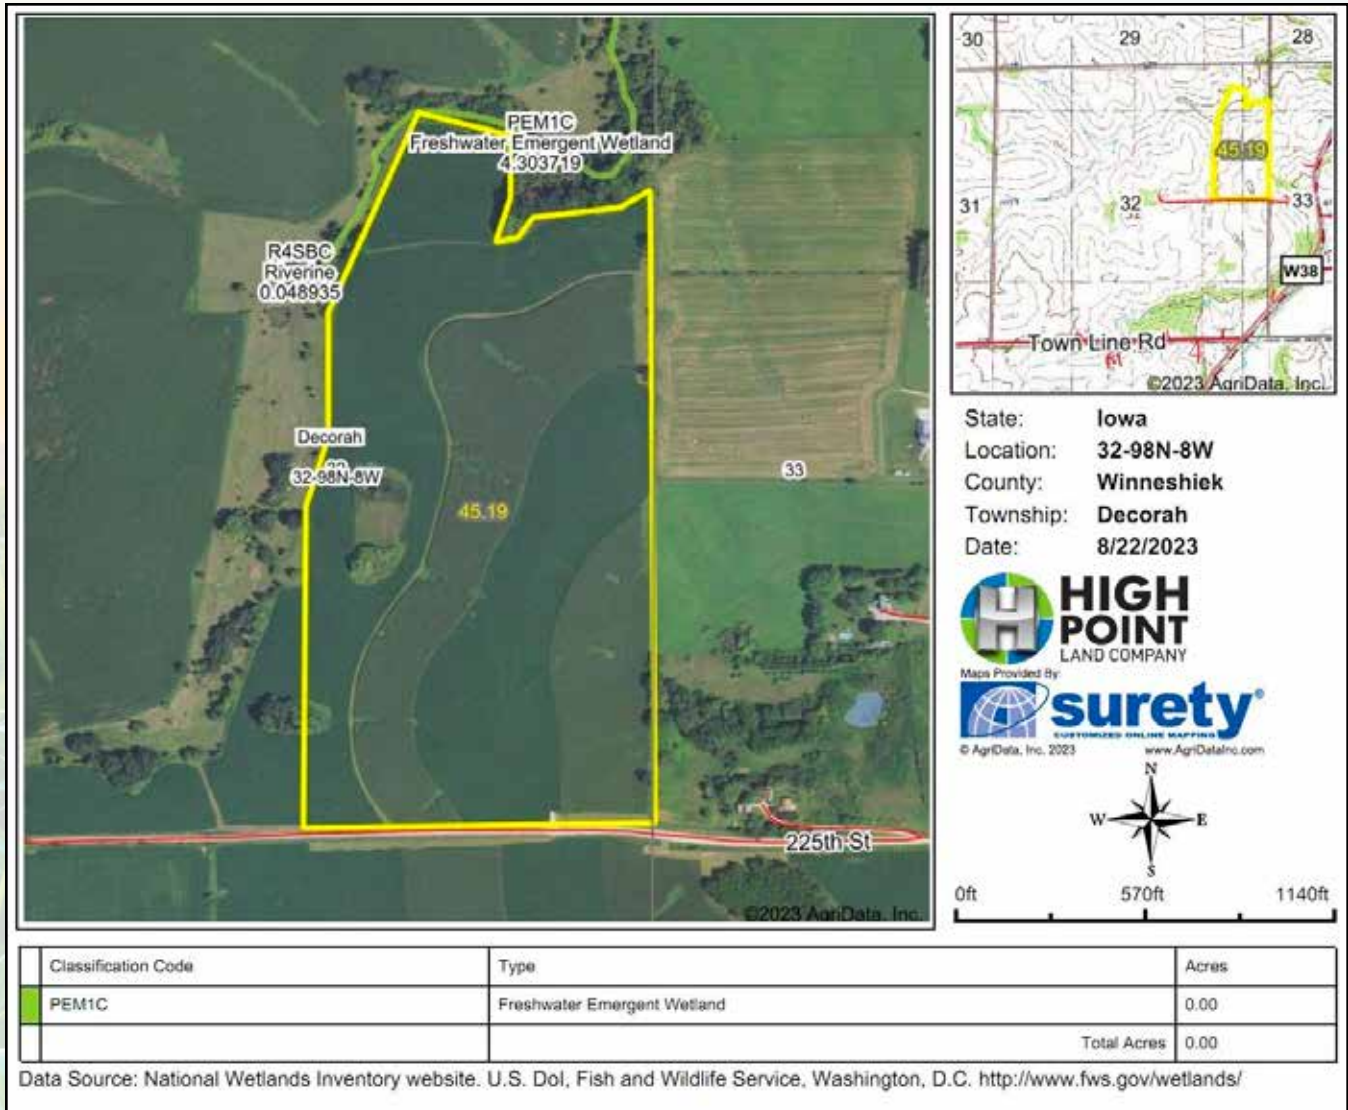 PEM1C
Freshwater Emergent Wetland
4.303719
R4SBC
Riverine
0.048935
Decorah
32
32-98N-8W
45.19
33
225th St
©2023 AgriData, Inc.
30 29 28
45.19
31 32 33
W38
Town Line Rd
©2023 AgriData, Inc.
State: Iowa
Location: 32-98N-8W
County: Winneshiek
Township: Decorah
Date: 8/22/2023
H
HIGH
POINT
LAND COMPANY
Maps Provided By:
surety®
CUSTOMIZED ONLINE MAPPING
© AgriData, Inc. 2023 www.AgriDataInc.com
N
W E
S
0ft 570ft 1140ft
Classification Code Type Acres
PEM1C Freshwater Emergent Wetland 0.00
Total Acres 0.00
Data Source: National Wetlands Inventory website. U.S. DoI, Fish and Wildlife Service, Washington, D.C. http://www.fws.gov/wetlands/